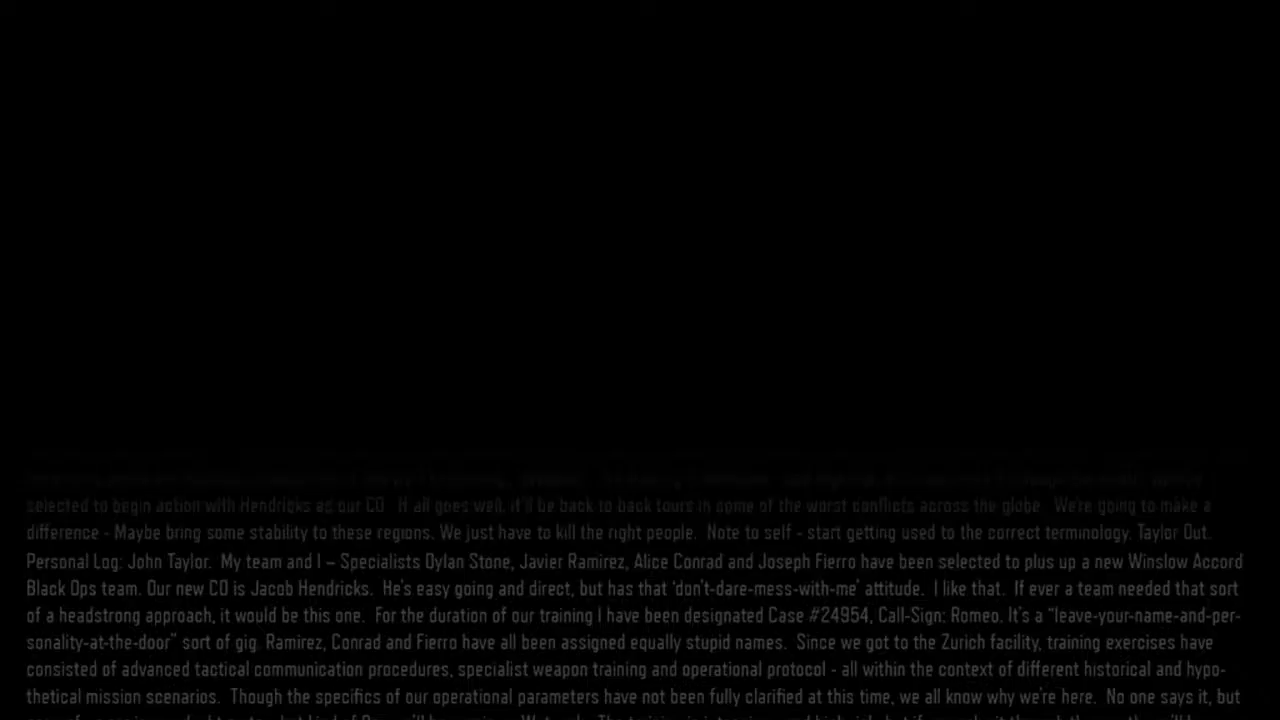 selected to begin action with Hendricks as our CO. If all goes well, it'll be back to back tours in some of the worst conflicts across the globe. We're going to make a
difference - Maybe bring some stability to these regions. We just have to kill the right people. Note to self - start getting used to the correct terminology. Taylor Out.
Personal Log: John Taylor. My team and I – Specialists Dylan Stone, Javier Ramirez, Alice Conrad and Joseph Fierro have been selected to plus up a new Winslow Accord
Black Ops team. Our new CO is Jacob Hendricks. He's easy going and direct, but has that 'don't-dare-mess-with-me' attitude. I like that. If ever a team needed that sort
of a headstrong approach, it would be this one. For the duration of our training I have been designated Case #24954, Call-Sign: Romeo. It's a "leave-your-name-and-per-
sonality-at-the-door" sort of gig. Ramirez, Conrad and Fierro have all been assigned equally stupid names. Since we got to the Zurich facility, training exercises have
consisted of advanced tactical communication procedures, specialist weapon training and operational protocol - all within the context of different historical and hypo-
thetical mission scenarios. Though the specifics of our operational parameters have not been fully clarified at this time, we all know why we're here. No one says it, but